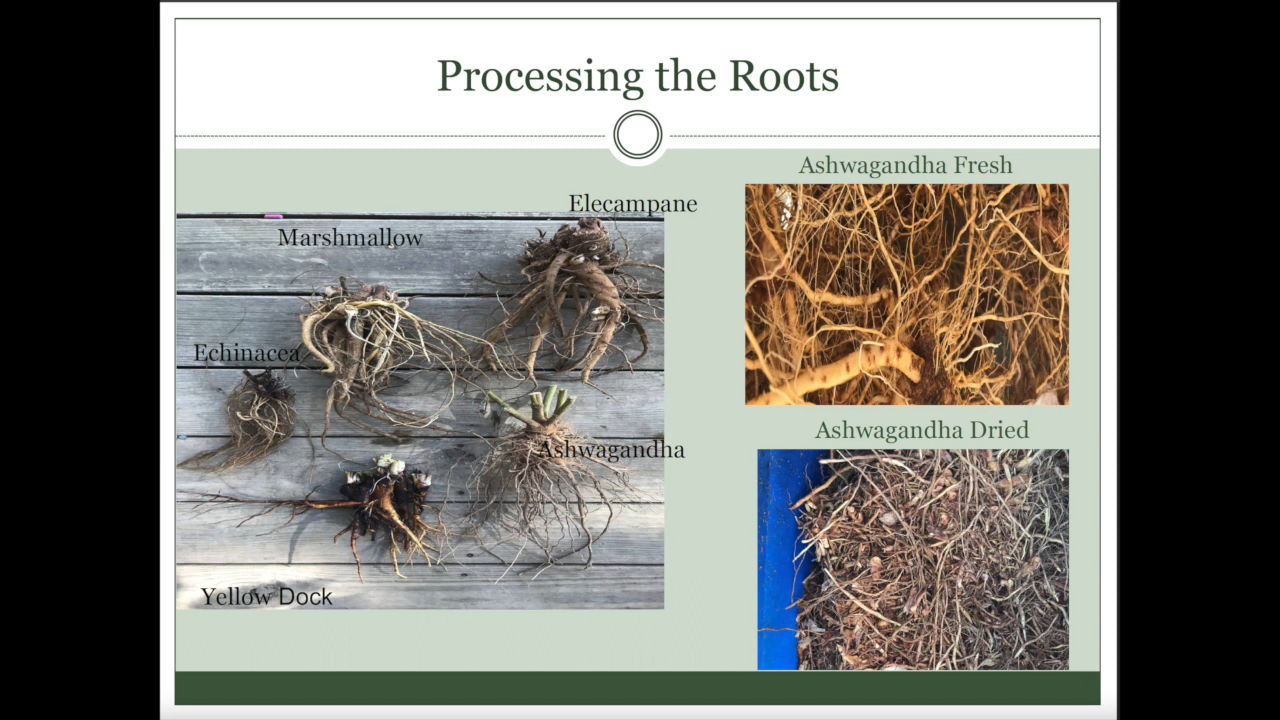 Processing the Roots
Ashwagandha Fresh
Elecampane
Marshmallow
Echinacea
Ashwagandha
Yellow Dock
Ashwagandha Dried